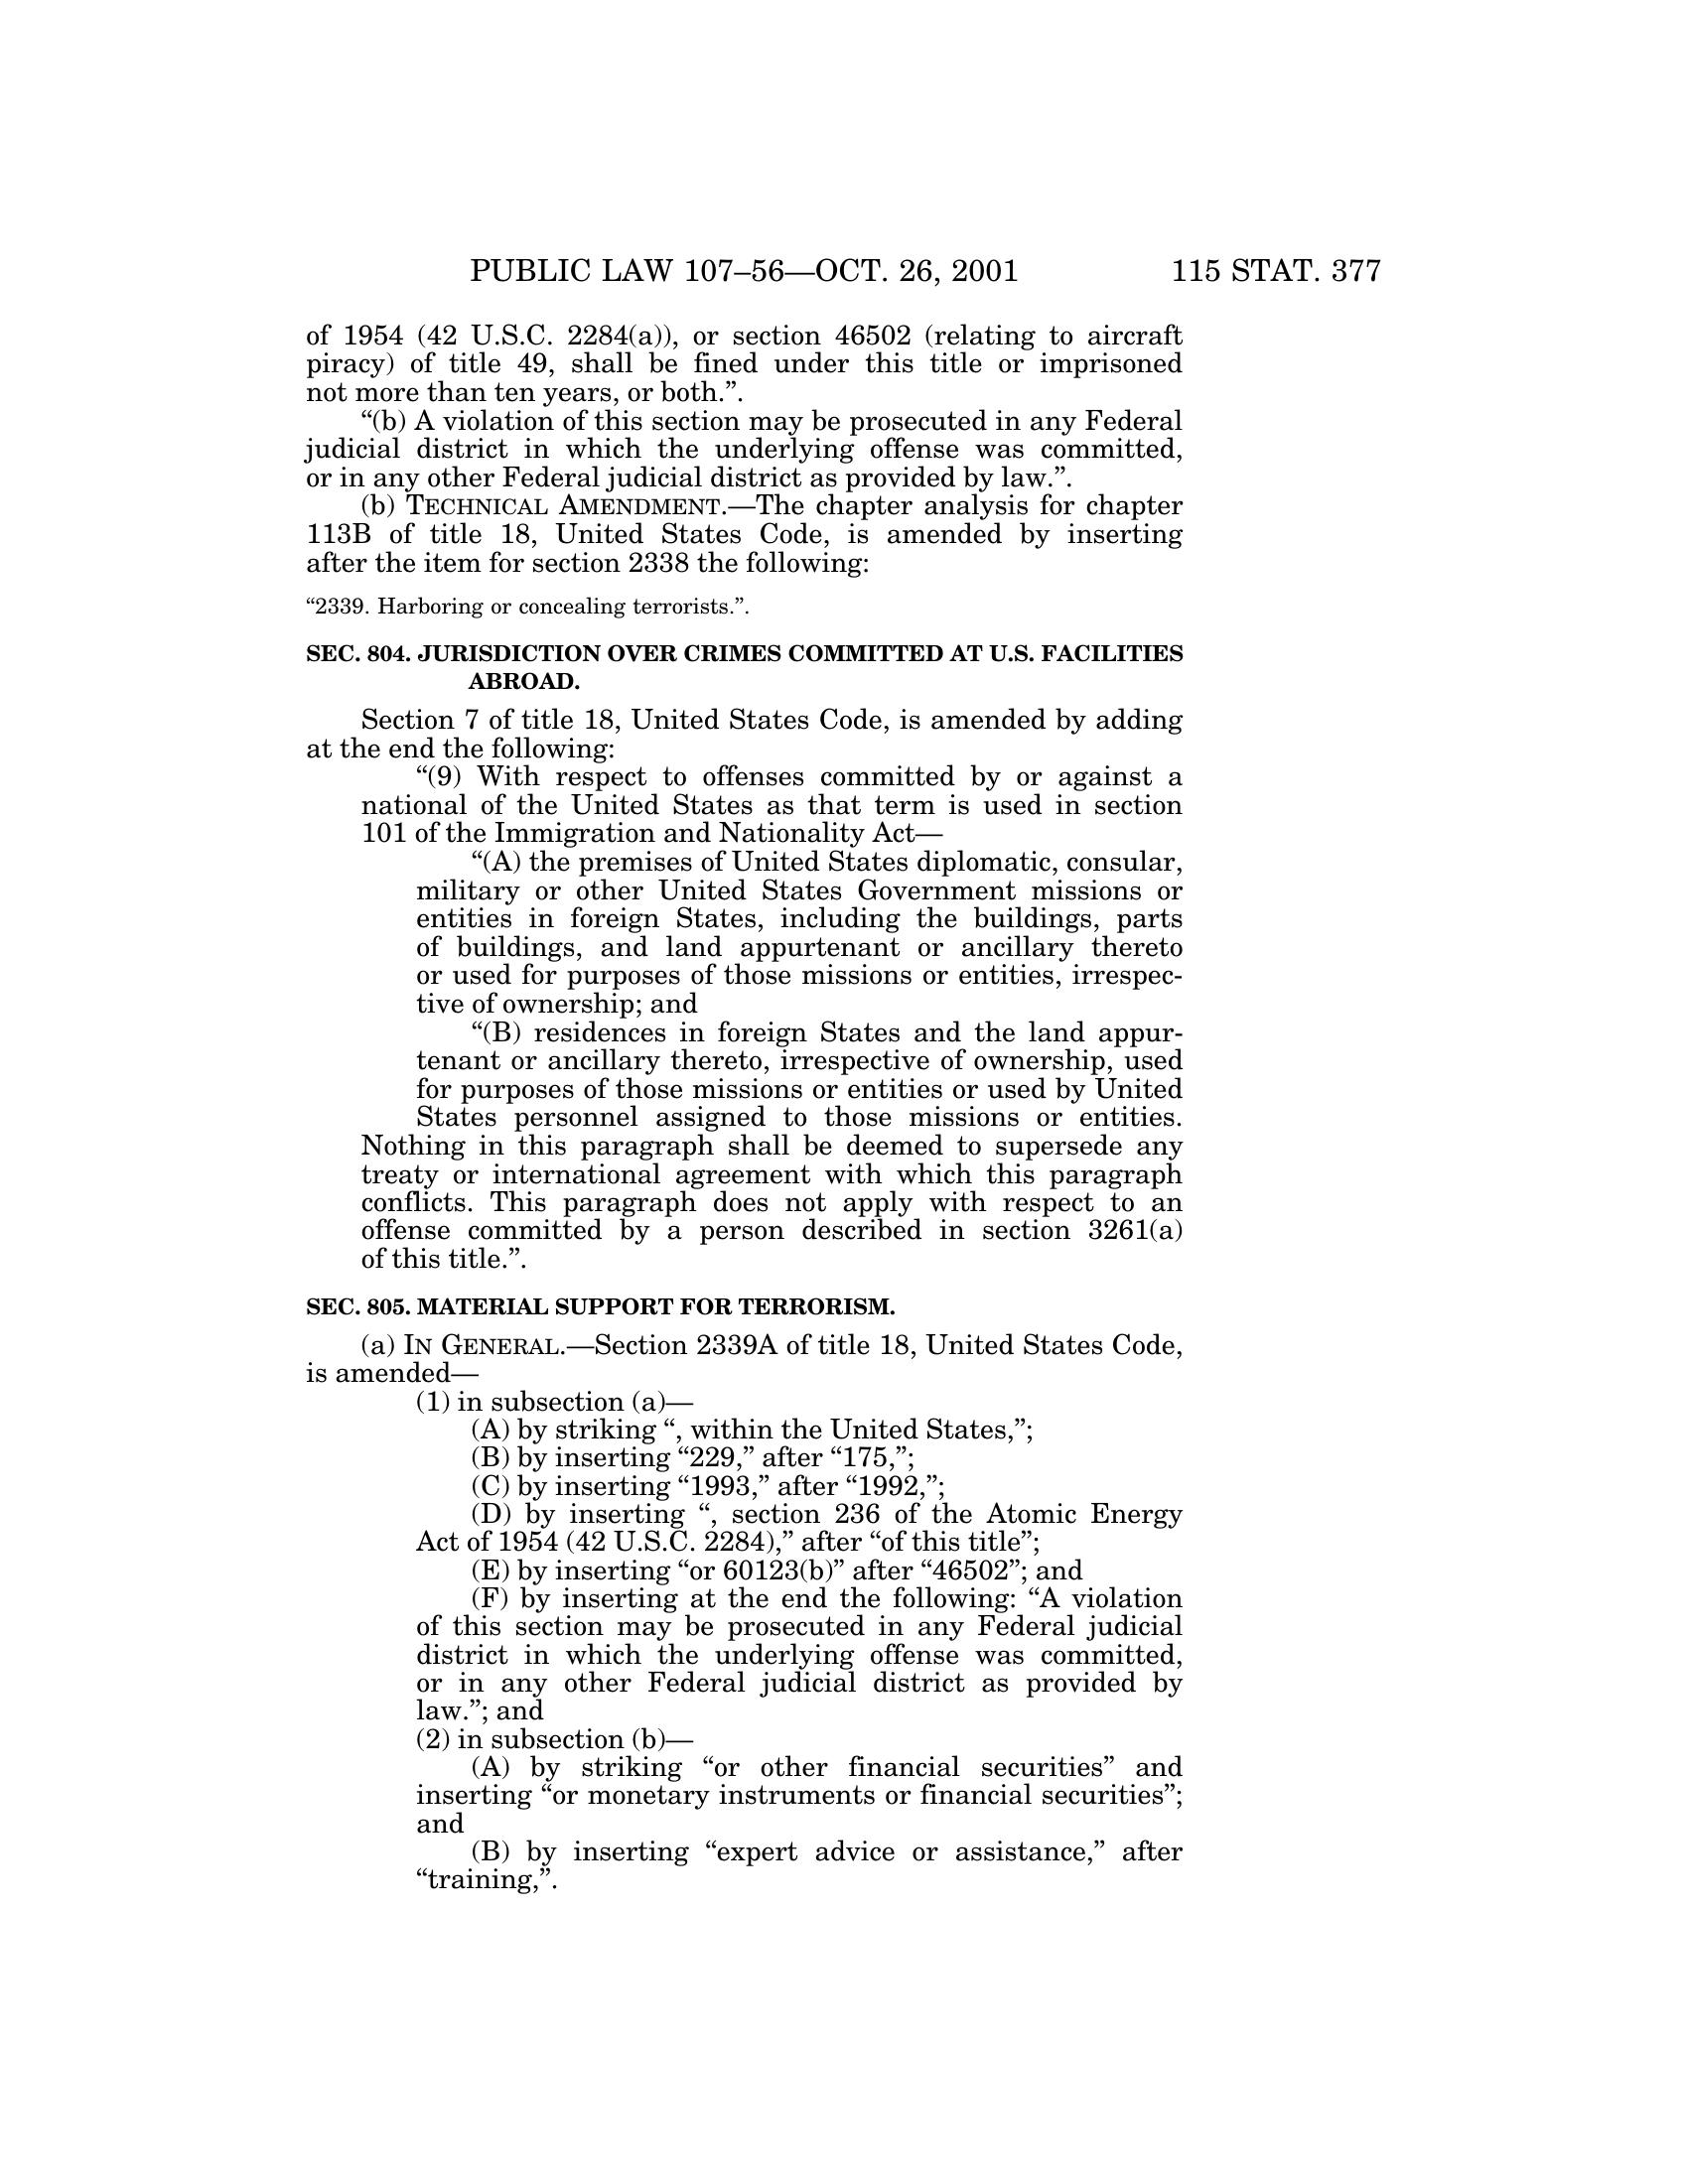 PUBLIC LAW 107–56—OCT. 26, 2001 115 STAT. 377
of 1954 (42 U.S.C. 2284(a)), or section 46502 (relating to aircraft
piracy) of title 49, shall be fined under this title or imprisoned
not more than ten years, or both.”.
“(b) A violation of this section may be prosecuted in any Federal
judicial district in which the underlying offense was committed,
or in any other Federal judicial district as provided by law.”.
(b) TECHNICAL AMENDMENT.—The chapter analysis for chapter
113B of title 18, United States Code, is amended by inserting
after the item for section 2338 the following:
“2339. Harboring or concealing terrorists.”.
SEC. 804. JURISDICTION OVER CRIMES COMMITTED AT U.S. FACILITIES
ABROAD.
Section 7 of title 18, United States Code, is amended by adding
at the end the following:
“(9) With respect to offenses committed by or against a
national of the United States as that term is used in section
101 of the Immigration and Nationality Act—
“(A) the premises of United States diplomatic, consular,
military or other United States Government missions or
entities in foreign States, including the buildings, parts
of buildings, and land appurtenant or ancillary thereto
or used for purposes of those missions or entities, irrespec-
tive of ownership; and
“(B) residences in foreign States and the land appur-
tenant or ancillary thereto, irrespective of ownership, used
for purposes of those missions or entities or used by United
States personnel assigned to those missions or entities.
Nothing in this paragraph shall be deemed to supersede any
treaty or international agreement with which this paragraph
conflicts. This paragraph does not apply with respect to an
offense committed by a person described in section 3261(a)
of this title.”.
SEC. 805. MATERIAL SUPPORT FOR TERRORISM.
(a) IN GENERAL.—Section 2339A of title 18, United States Code,
is amended—
(1) in subsection (a)—
(A) by striking “, within the United States,”;
(B) by inserting “229,” after “175,”;
(C) by inserting “1993,” after “1992,”;
(D) by inserting “, section 236 of the Atomic Energy
Act of 1954 (42 U.S.C. 2284),” after “of this title”;
(E) by inserting “or 60123(b)” after “46502”; and
(F) by inserting at the end the following: “A violation
of this section may be prosecuted in any Federal judicial
district in which the underlying offense was committed,
or in any other Federal judicial district as provided by
law.”; and
(2) in subsection (b)—
(A) by striking “or other financial securities” and
inserting “or monetary instruments or financial securities”;
and
(B) by inserting “expert advice or assistance,” after
“training,”.